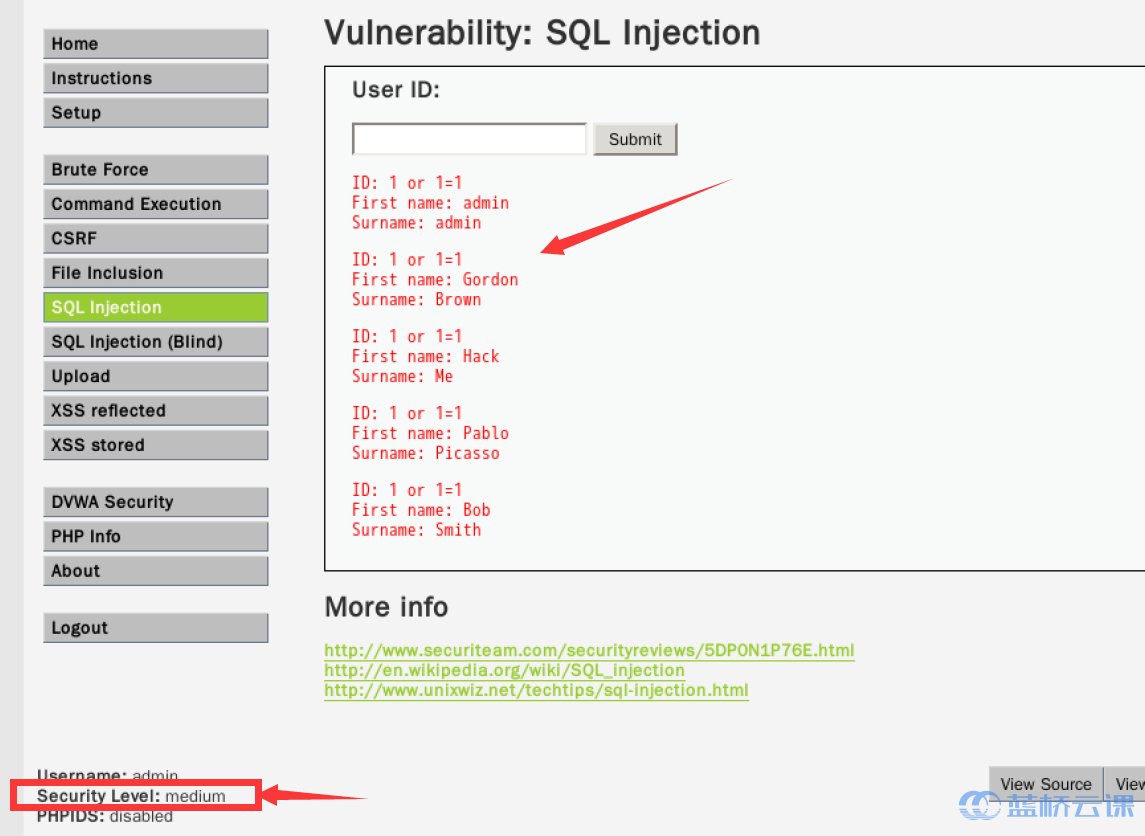 Vulnerability: SQL Injection
Home
Instructions
Setup
Brute Force
Command Execution
CSRF
File Inclusion
SQL Injection
SQL Injection (Blind)
Upload
XSS reflected
XSS stored
DVWA Security
PHP Info
About
Logout
User ID:
Submit
ID: 1 or 1=1
First name: admin
Surname: admin
ID: 1 or 1=1
First name: Gordon
Surname: Brown
ID: 1 or 1=1
First name: Hack
Surname: Me
ID: 1 or 1=1
First name: Pablo
Surname: Picasso
ID: 1 or 1=1
First name: Bob
Surname: Smith
More info
http://www.securiteam.com/securityreviews/5DP0N1P76E.html
http://en.wikipedia.org/wiki/SQL_injection
http://www.unixwiz.net/techtips/sql-injection.html
Username: admin
Security Level: medium
PHPIDS: disabled
View Source
View
蓝桥云课